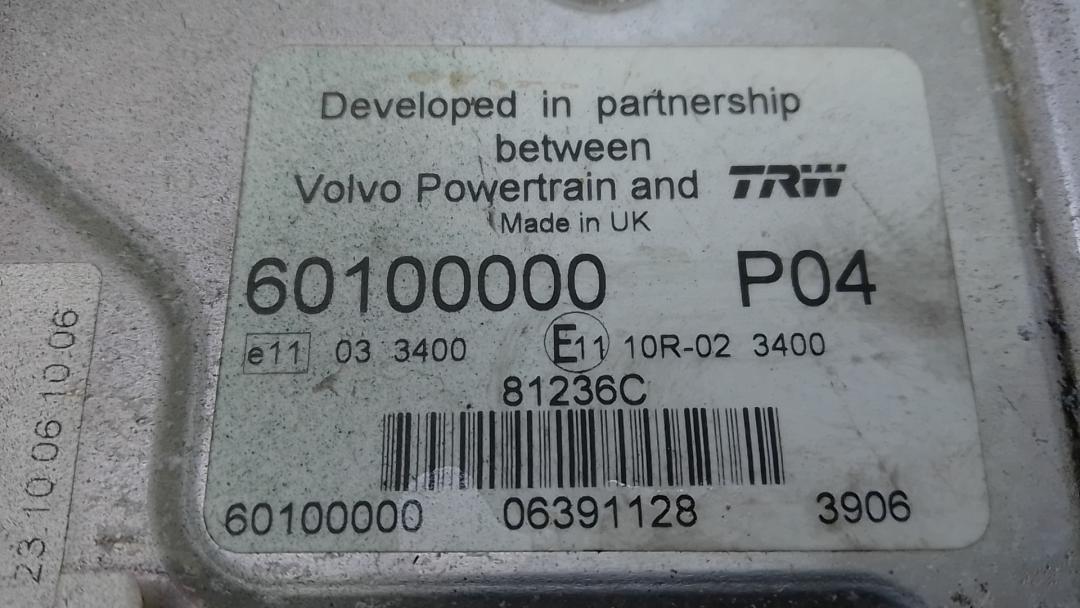 Developed in partnership
between
Volvo Powertrain and TRW
Made in UK
60100000 P04
e11 03 3400 E11 10R-02 3400
81236C
60100000 06391128 3906
23 10:06 10-06